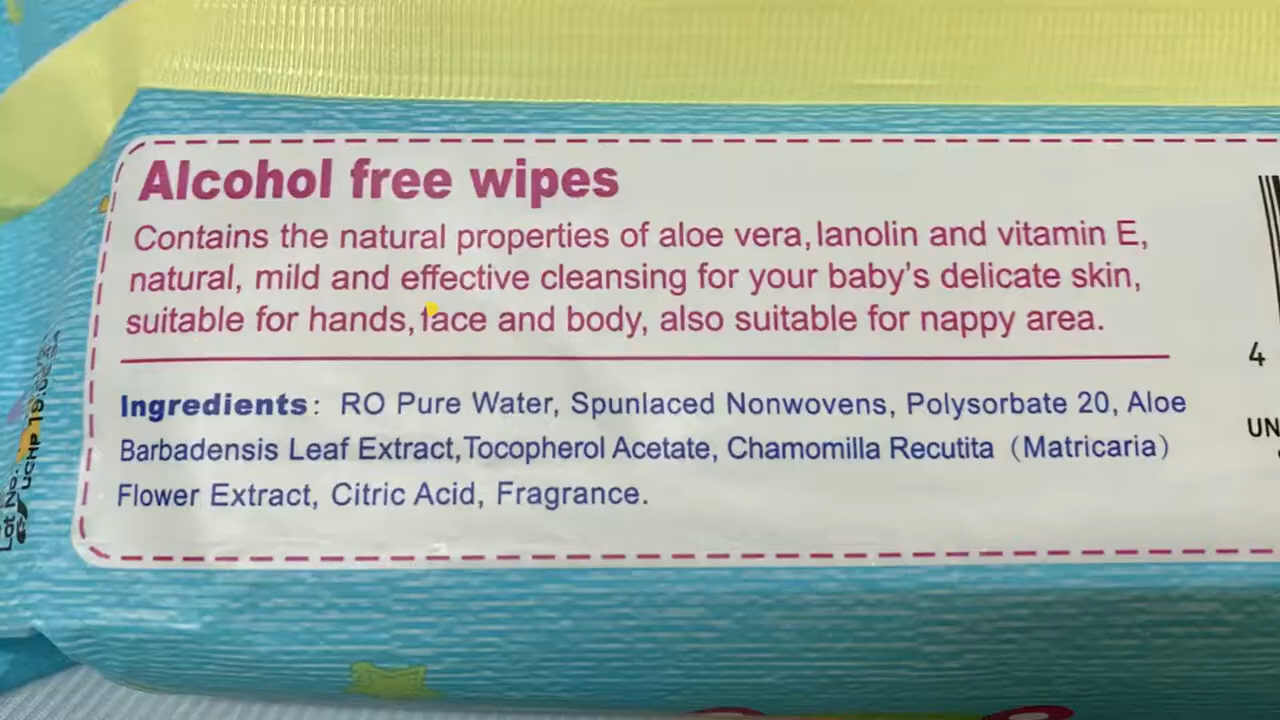 Alcohol free wipes
Contains the natural properties of aloe vera, lanolin and vitamin E,
natural, mild and effective cleansing for your baby's delicate skin,
suitable for hands, face and body, also suitable for nappy area.
Ingredients: RO Pure Water, Spunlaced Nonwovens, Polysorbate 20, Aloe
Barbadensis Leaf Extract, Tocopherol Acetate, Chamomilla Recutita (Matricaria)
Flower Extract, Citric Acid, Fragrance.
4
UN
Lot No: